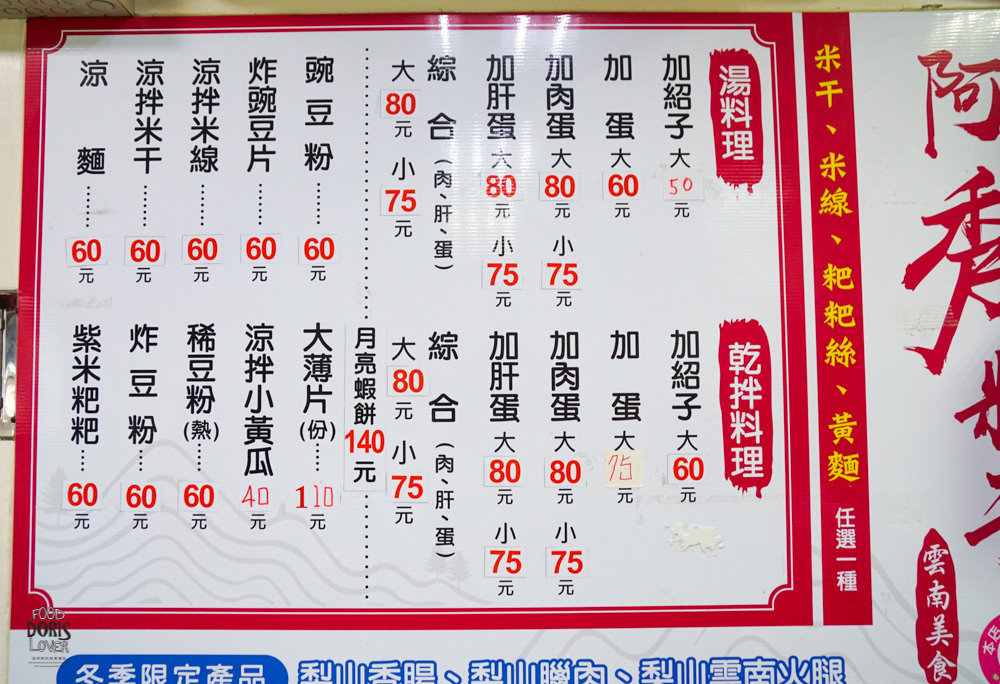 阿秀
雲南美食
本店
米干、米線、粑粑絲、黃麵 任選一種
湯料理
加紹子 大 50 元
加蛋 大 60 元
加肉蛋 大 80 元 小 75 元
加肝蛋 大 80 元 小 75 元
綜合(肉、肝、蛋)
大 80 元 小 75 元
乾拌料理
加紹子 大 60 元
加蛋 大 75 元
加肉蛋 大 80 元 小 75 元
加肝蛋 大 80 元 小 75 元
綜合(肉、肝、蛋)
大 80 元 小 75 元
月亮蝦餅 140 元
豌豆粉……60 元
炸豌豆片……60 元
涼拌米線……60 元
涼拌米干……60 元
涼麵……60 元
大薄片(份)…110 元
涼拌小黃瓜 40 元
稀豆粉(熱)…60 元
炸豆粉…60 元
紫米粑粑…60 元
冬季限定產品 梨山香腸、梨山臘肉、梨山雲南火腿
FOOD
DORIS
LOVER